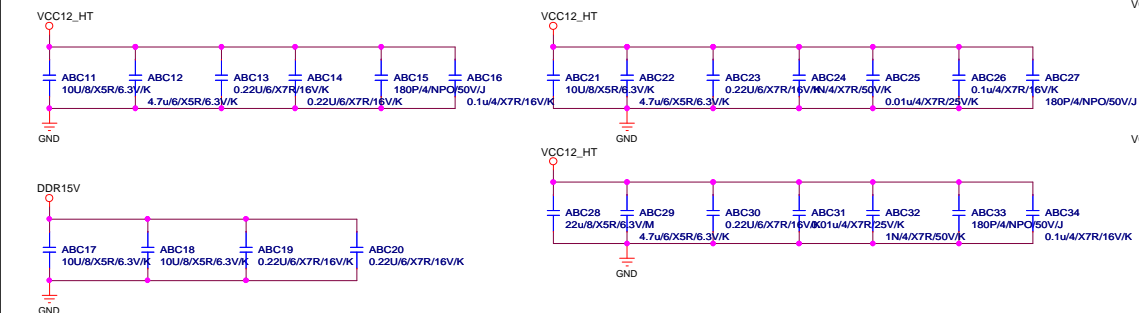 VCC12_HT
ABC11
10U/8/X5R/6.3V/K
ABC12
4.7u/6/X5R/6.3V/K
ABC13
0.22U/6/X7R/16V/K
ABC14
0.22U/6/X7R/16V/K
ABC15
180P/4/NPO/50V/J
ABC16
0.1u/4/X7R/16V/K
GND
VCC12_HT
ABC21
10U/8/X5R/6.3V/K
ABC22
4.7u/6/X5R/6.3V/K
ABC23
0.22U/6/X7R/16V/K
ABC24
1N/4/X7R/50V/K
ABC25
0.01u/4/X7R/25V/K
ABC26
0.1u/4/X7R/16V/K
ABC27
180P/4/NPO/50V/J
GND
DDR15V
ABC17
10U/8/X5R/6.3V/K
ABC18
10U/8/X5R/6.3V/K
ABC19
0.22U/6/X7R/16V/K
ABC20
0.22U/6/X7R/16V/K
GND
VCC12_HT
ABC28
22u/8/X5R/6.3V/M
ABC29
4.7u/6/X5R/6.3V/K
ABC30
0.22U/6/X7R/16V/K
ABC31
0.01u/4/X7R/25V/K
ABC32
1N/4/X7R/50V/K
ABC33
180P/4/NPO/50V/J
ABC34
0.1u/4/X7R/16V/K
GND